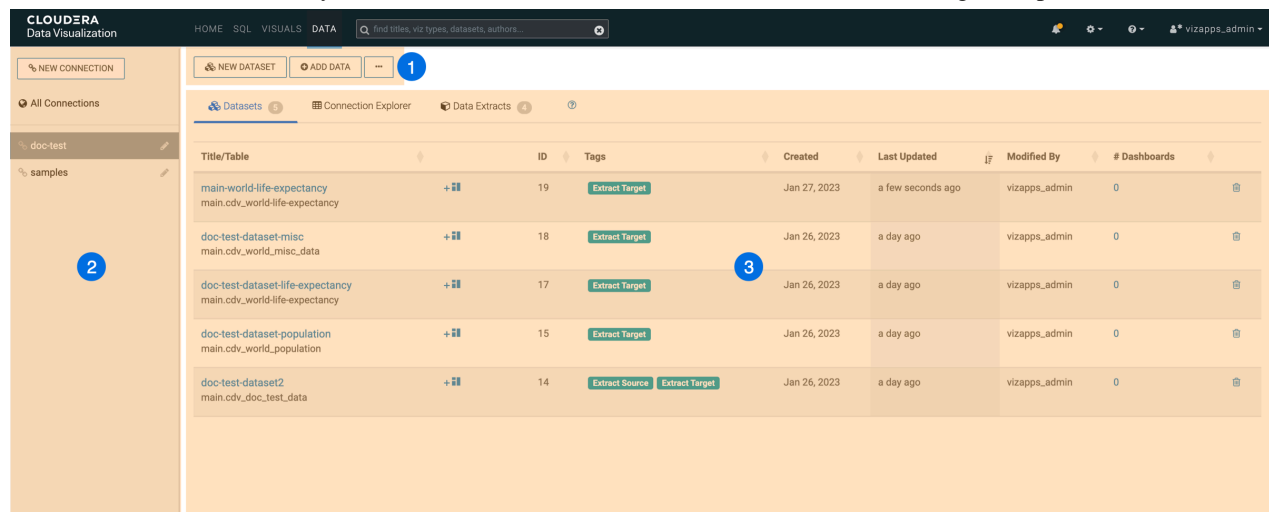 CLOUDERA
Data Visualization
HOME SQL VISUALS DATA find titles, viz types, datasets, authors... vizapps_admin
NEW CONNECTION
All Connections
doc-test
samples
2
NEW DATASET ADD DATA ... 1
Datasets 5 Connection Explorer Data Extracts 4
Title/Table ID Tags Created Last Updated Modified By # Dashboards
main-world-life-expectancy 19 Extract Target Jan 27, 2023 a few seconds ago vizapps_admin 0
main.cdv_world-life-expectancy
doc-test-dataset-misc 18 Extract Target Jan 26, 2023 a day ago vizapps_admin 0
main.cdv_world_misc_data
3
doc-test-dataset-life-expectancy 17 Extract Target Jan 26, 2023 a day ago vizapps_admin 0
main.cdv_world-life-expectancy
doc-test-dataset-population 15 Extract Target Jan 26, 2023 a day ago vizapps_admin 0
main.cdv_world_population
doc-test-dataset2 14 Extract Source Extract Target Jan 26, 2023 a day ago vizapps_admin 0
main.cdv_doc_test_data